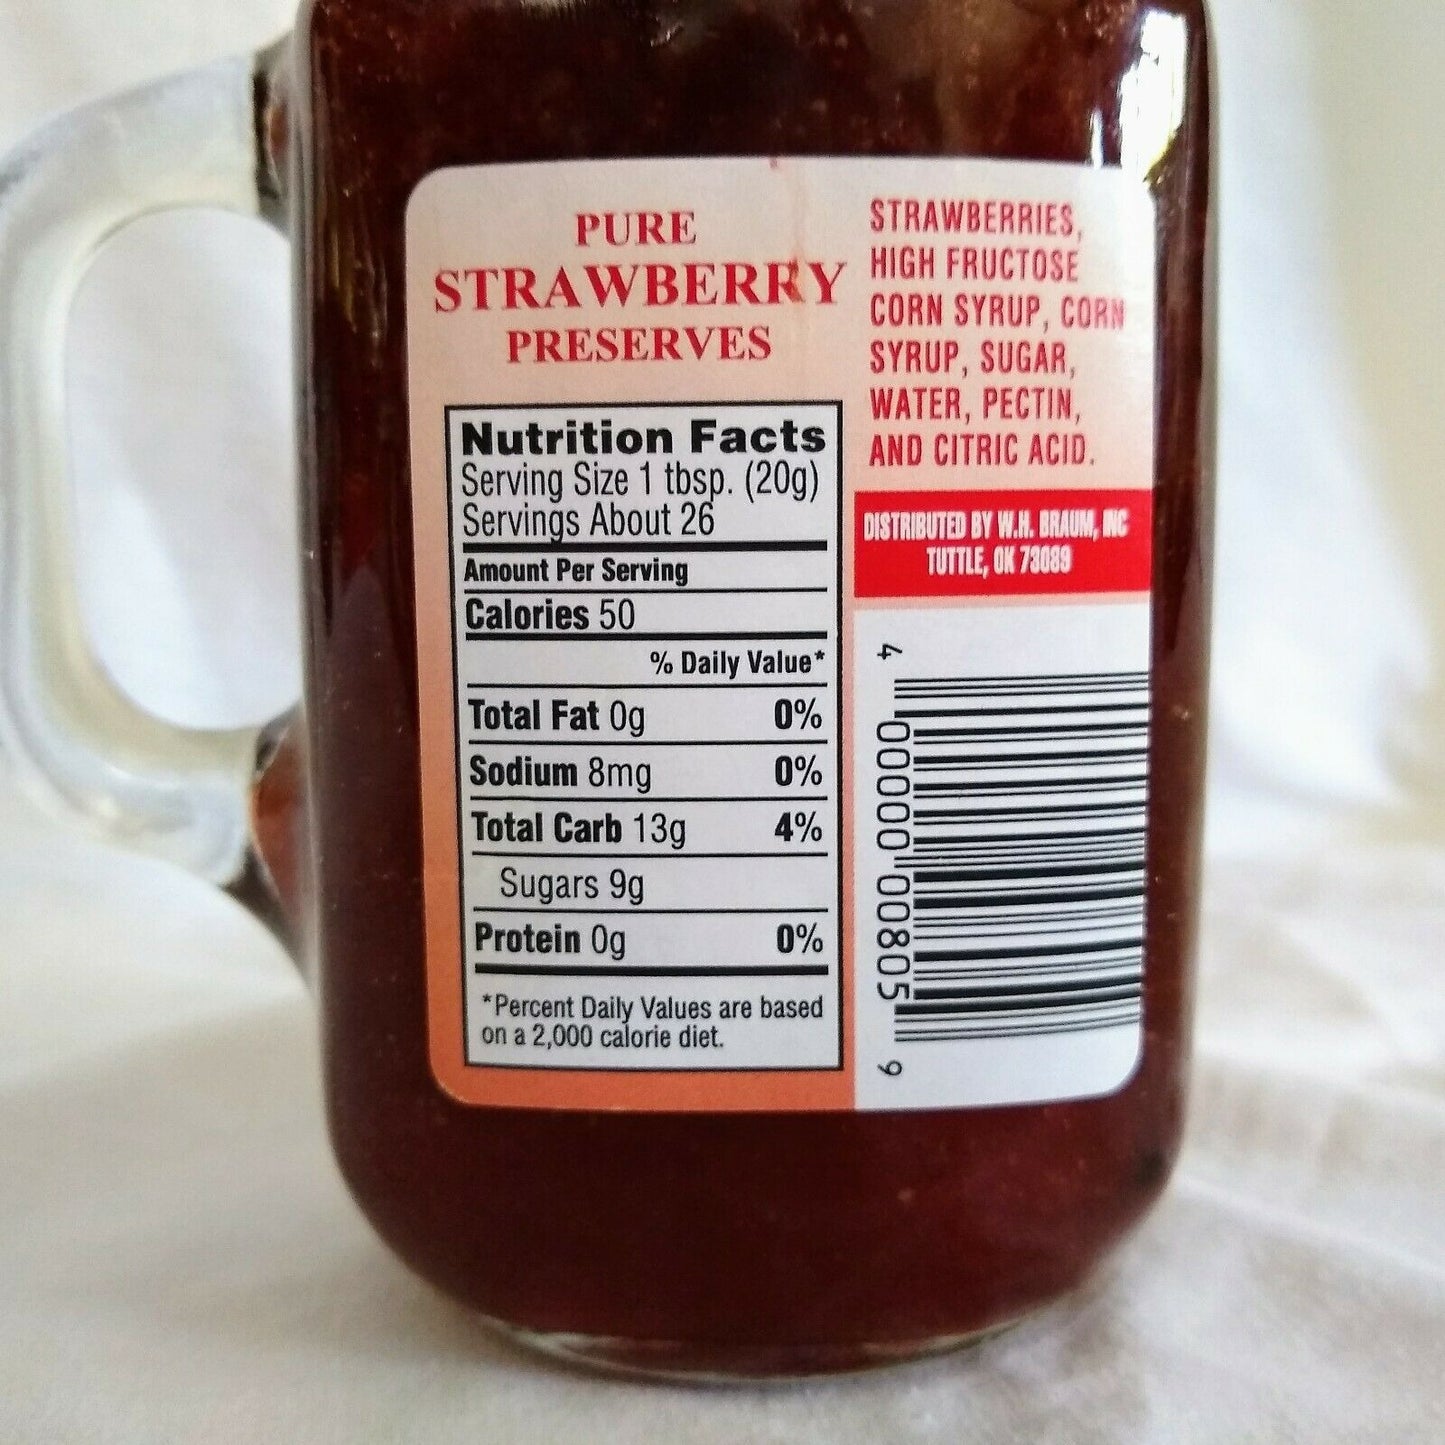 PURE
STRAWBERRY
PRESERVES
Nutrition Facts
Serving Size 1 tbsp. (20g)
Servings About 26
Amount Per Serving
Calories 50
% Daily Value*
Total Fat 0g 0%
Sodium 8mg 0%
Total Carb 13g 4%
Sugars 9g
Protein 0g 0%
*Percent Daily Values are based
on a 2,000 calorie diet.
STRAWBERRIES,
HIGH FRUCTOSE
CORN SYRUP, CORN
SYRUP, SUGAR,
WATER, PECTIN,
AND CITRIC ACID.
DISTRIBUTED BY W.H. BRAUM, INC
TUTTLE, OK 73089
4 00000 00805 9